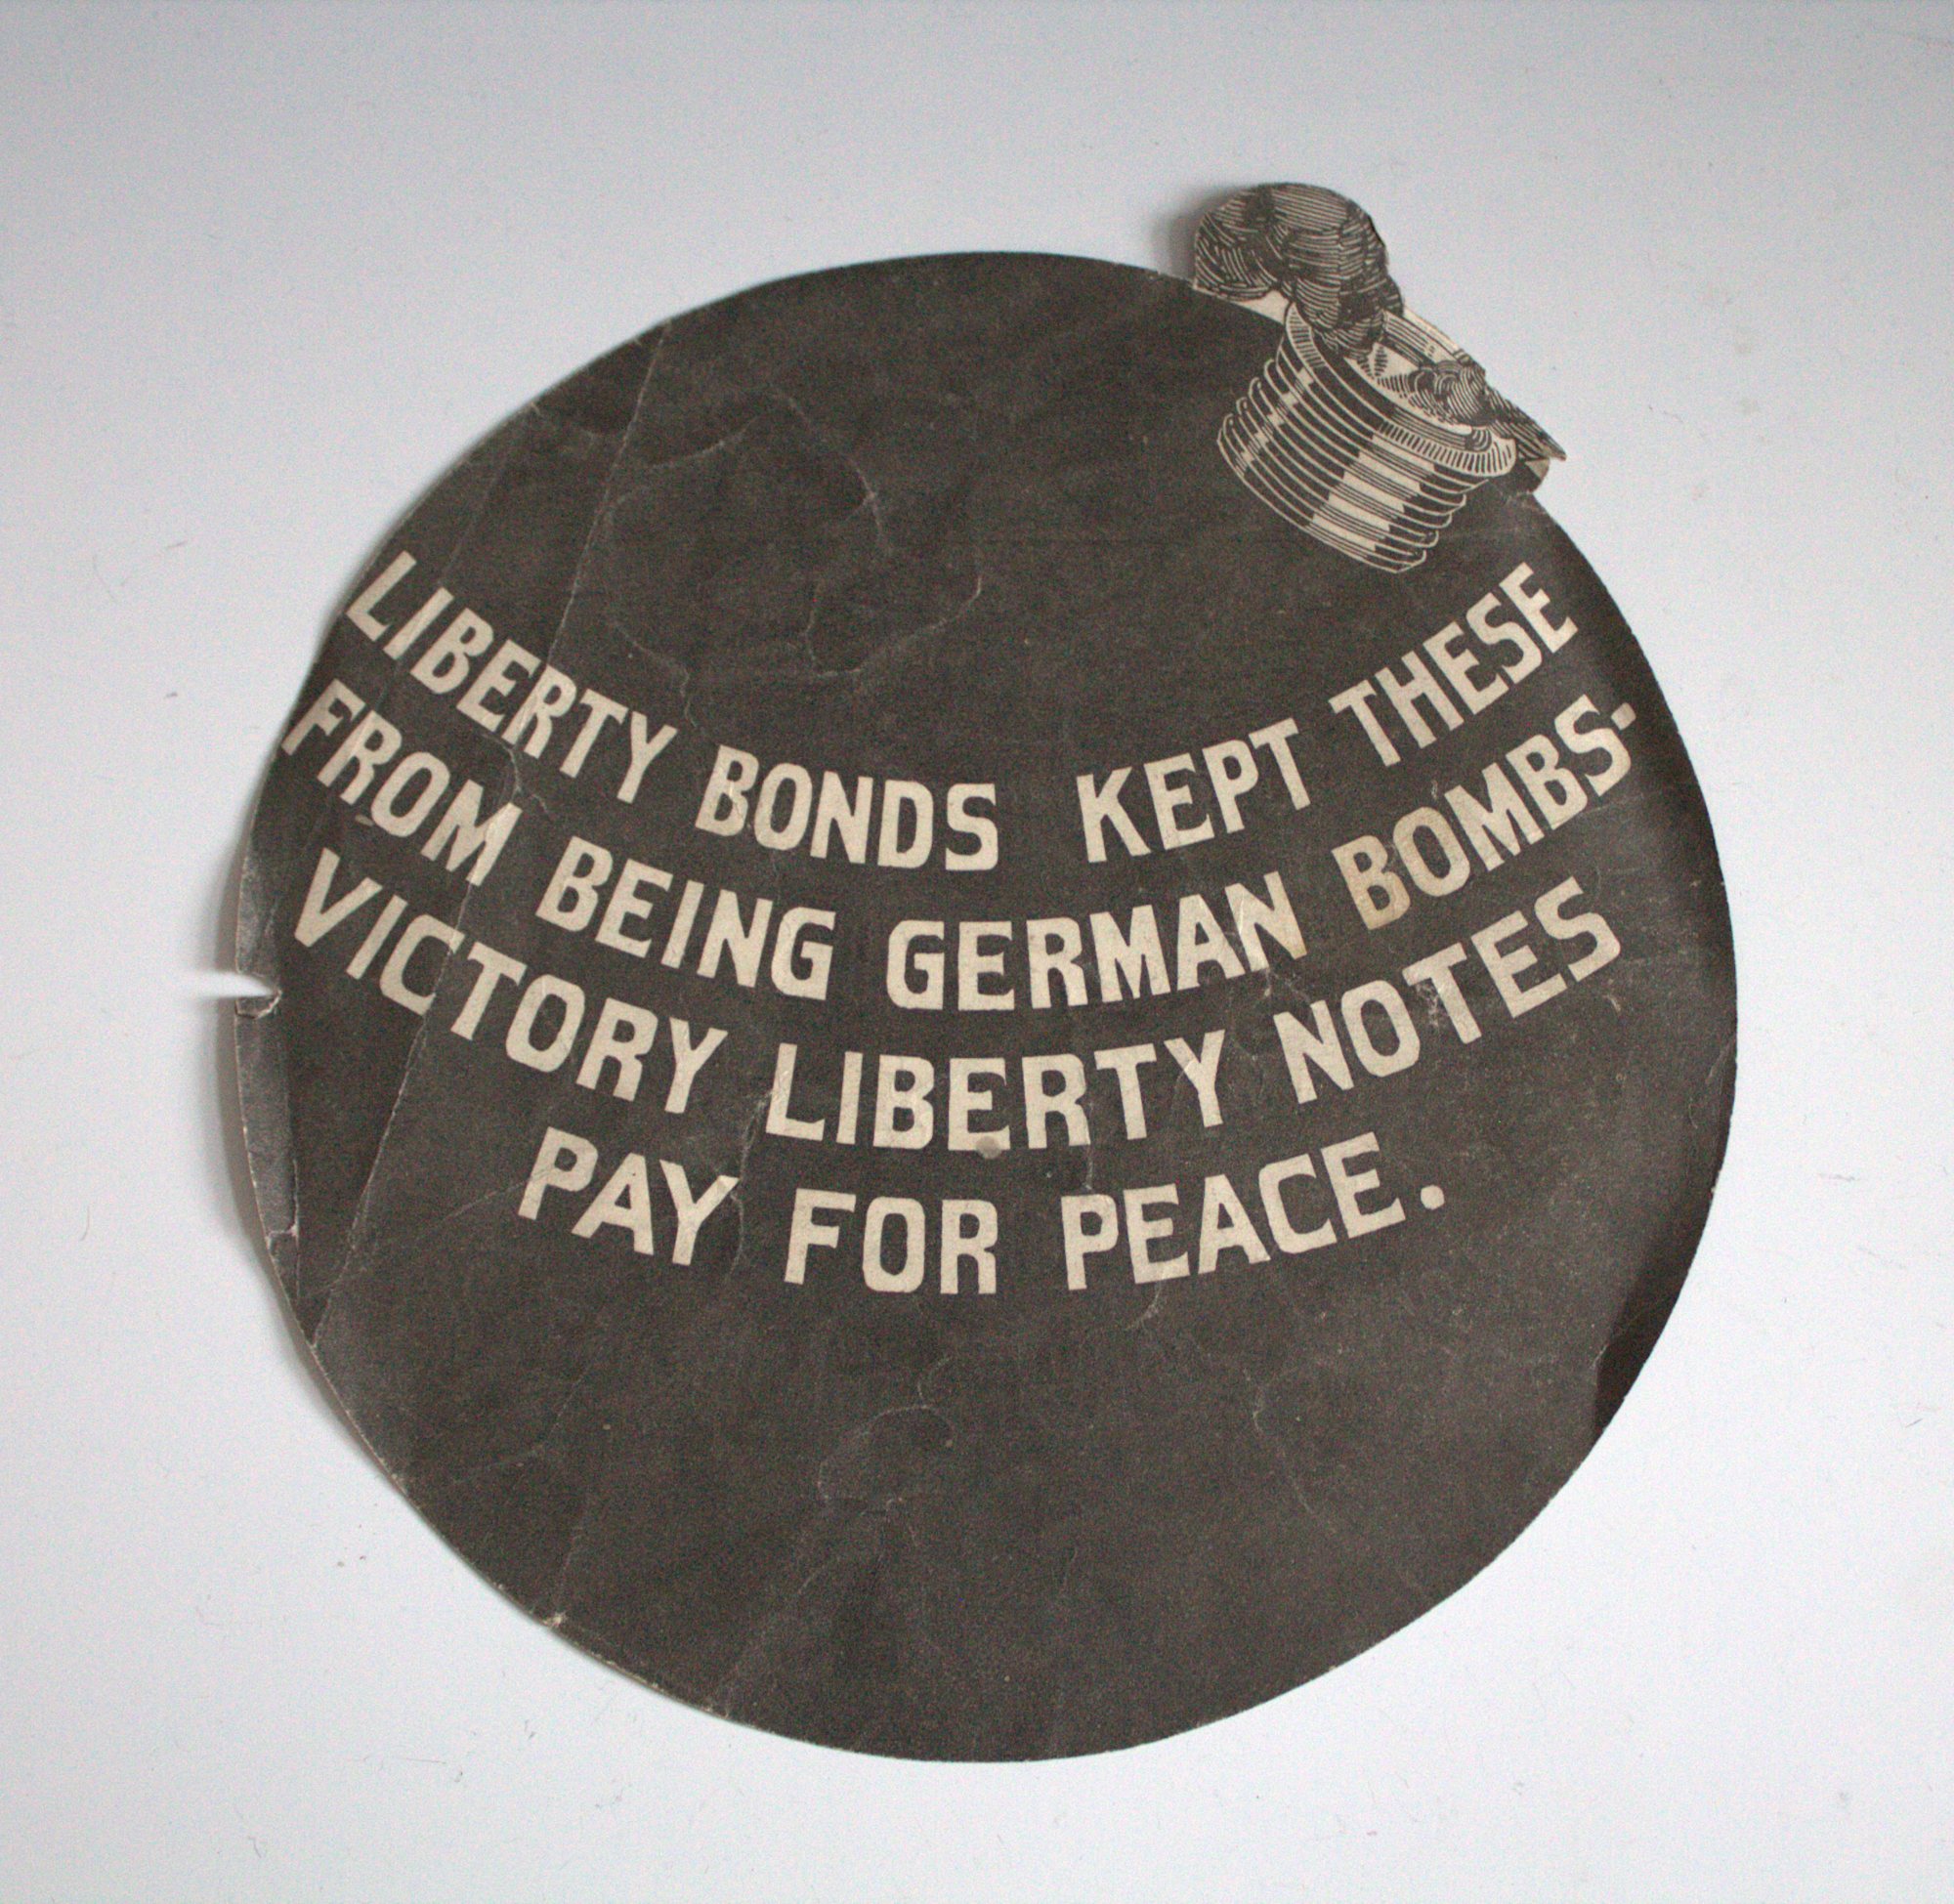 LIBERTY BONDS KEPT THESE
FROM BEING GERMAN BOMBS-
VICTORY LIBERTY NOTES
PAY FOR PEACE.